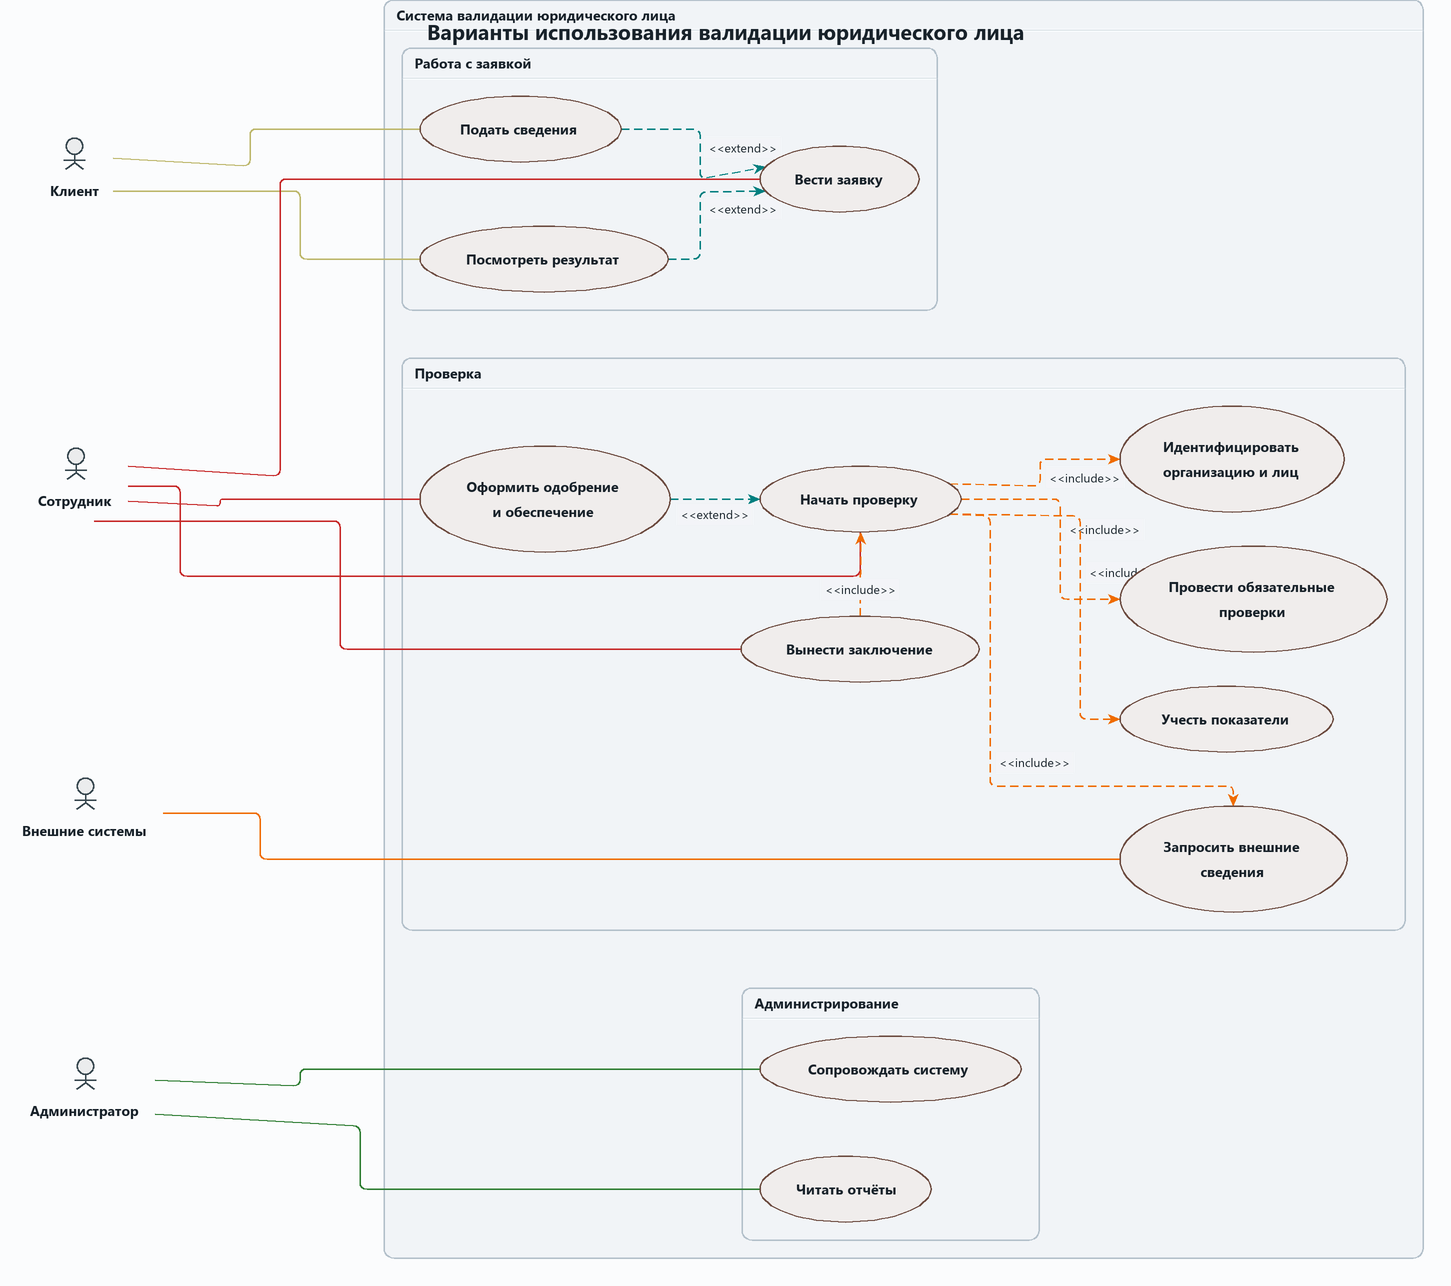 Система валидации юридического лица
Варианты использования валидации юридического лица
Работа с заявкой
Подать сведения
<<extend>>
Вести заявку
Клиент
<<extend>>
Посмотреть результат
Проверка
Идентифицировать
организацию и лиц
<<include>>
Сотрудник
Оформить одобрение
и обеспечение
<<extend>>
Начать проверку
<<include>>
<<includ
Провести обязательные
проверки
<<include>>
Вынести заключение
Учесть показатели
<<include>>
Внешние системы
Запросить внешние
сведения
Администрирование
Сопровождать систему
Администратор
Читать отчёты